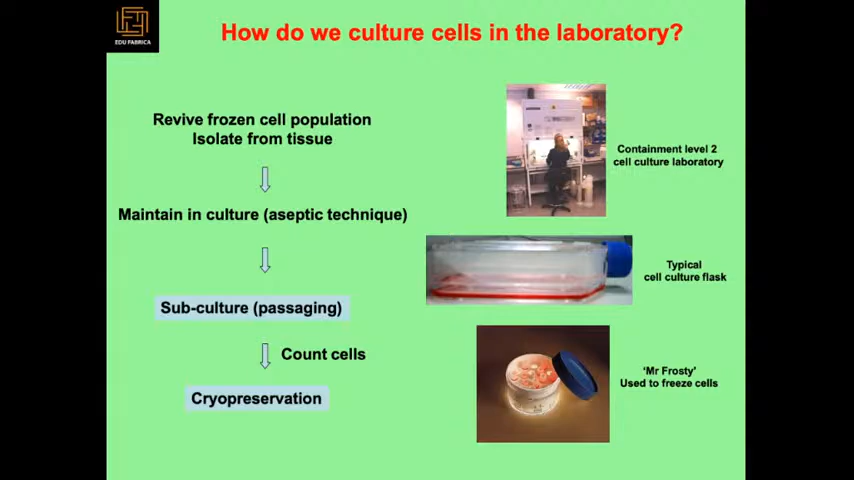 EDU FABRICA
How do we culture cells in the laboratory?
Revive frozen cell population
Isolate from tissue
Maintain in culture (aseptic technique)
Sub-culture (passaging)
Count cells
Cryopreservation
Containment level 2
cell culture laboratory
Typical
cell culture flask
‘Mr Frosty’
Used to freeze cells